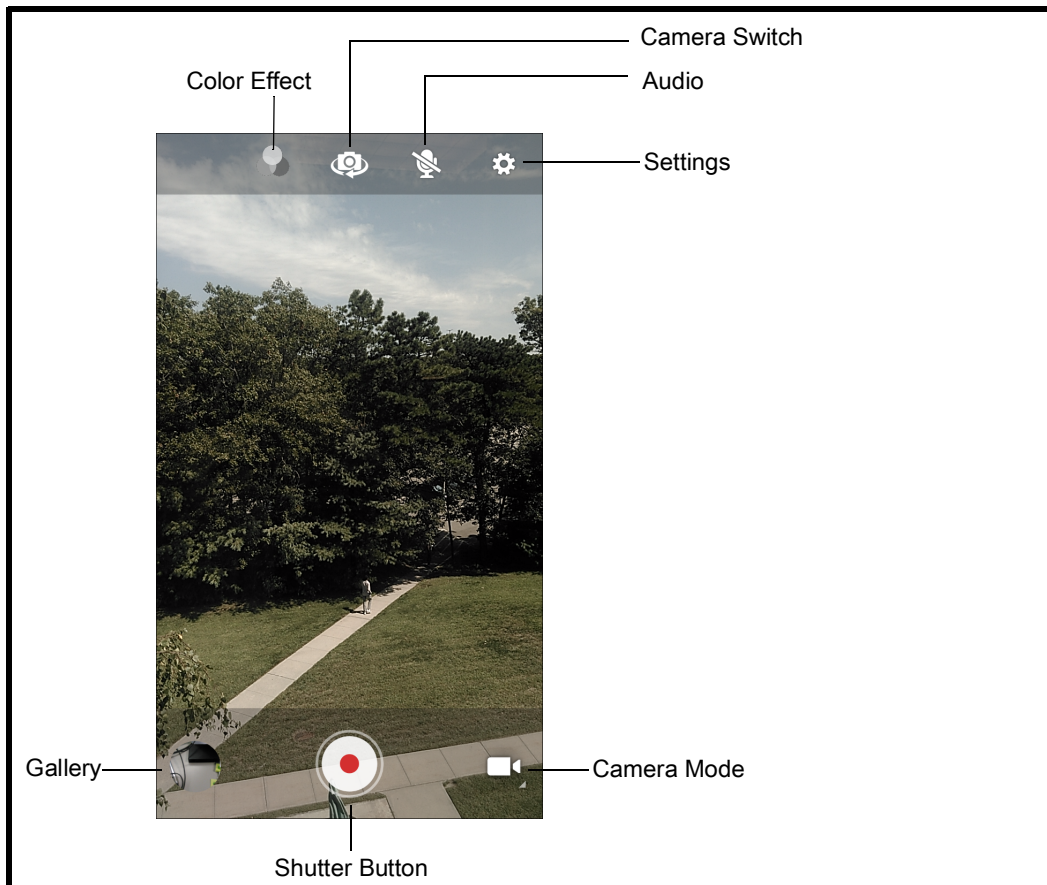 Camera Switch
Color Effect
Audio
Settings
Gallery
Camera Mode
Shutter Button